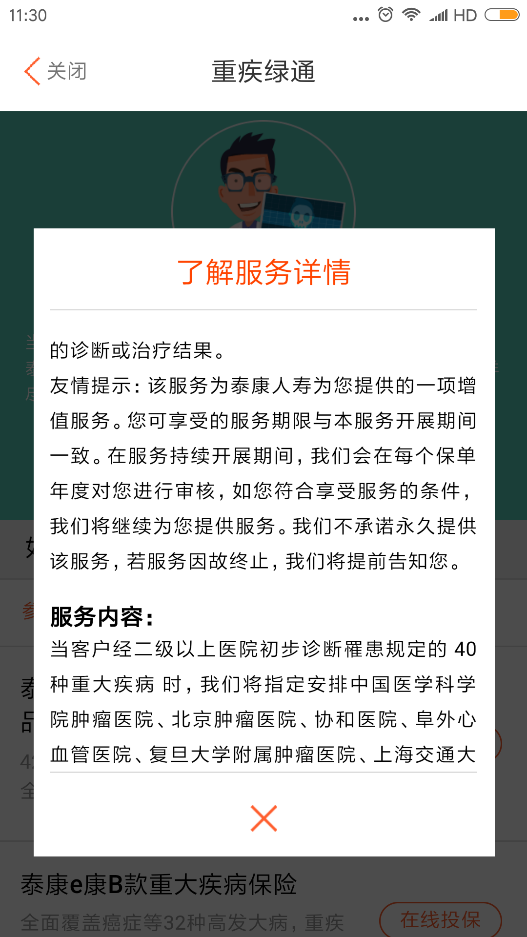 11:30
HD
关闭
重疾绿通
了解服务详情
的诊断或治疗结果。
友情提示：该服务为泰康人寿为您提供的一项增
值服务。您可享受的服务期限与本服务开展期间
一致。在服务持续开展期间，我们会在每个保单
年度对您进行审核，如您符合享受服务的条件，
我们将继续为您提供服务。我们不承诺永久提供
该服务，若服务因故终止，我们将提前告知您。
服务内容：
当客户经二级以上医院初步诊断罹患规定的 40
种重大疾病 时，我们将指定安排中国医学科学
院肿瘤医院、北京肿瘤医院、协和医院、阜外心
血管医院、复旦大学附属肿瘤医院、上海交通大
泰康e康B款重大疾病保险
全面覆盖癌症等32种高发大病，重疾
在线投保